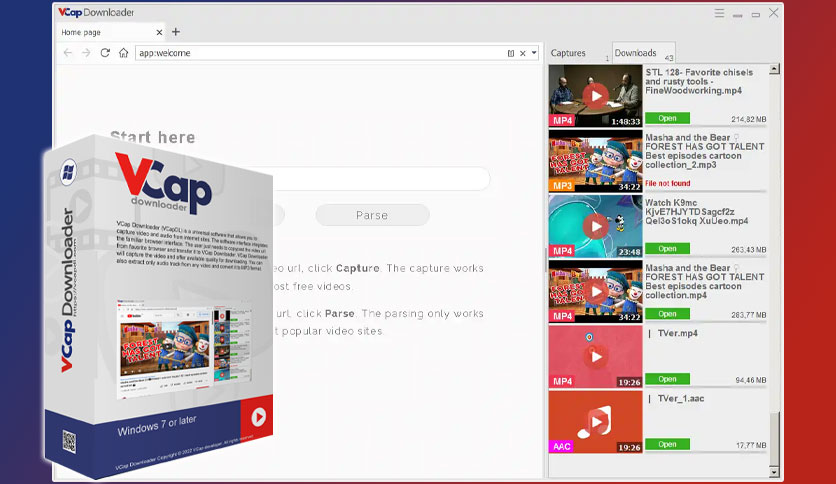 VCap Downloader
Home page
app:welcome
Captures 1
Downloads 43
Start here
Parse
eo url, click Capture. The capture works
ost free videos.
url, click Parse. The parsing only works
t popular video sites.
STL 128- Favorite chisels
and rusty tools -
FineWoodworking.mp4
MP4
1:48:33
Open
214,82 MB
Masha and the Bear ♀
FOREST HAS GOT TALENT
Best episodes cartoon
collection_2.mp3
FOREST HAS GOT TALENT
MP3
34:22
File not found
Watch K9mc
KjvE7HJYTDSagcf2z
Qel3oS1okq XuUeo.mp4
MP4
23:48
Open
263,43 MB
Masha and the Bear ♀
FOREST HAS GOT TALENT
Best episodes cartoon
collection.mp4
FOREST HAS GOT TALENT
MP4
34:22
Open
283,77 MB
| TVer.mp4
MP4
19:26
Open
94,46 MB
| TVer_1.aac
AAC
19:26
Open
17,77 MB
VCap
downloader
VCap Downloader (VCapDL) is a universal software that allows you to
capture video and audio from internet sites. The software interface integrates
the familiar browser interface. The user just needs to copypast the video url
from favorite browser and transfer it to VCap Downloader. VCap Downloader
will capture the video and offer available quality for downloading. You can
also extract only audio track from any video and convert it to MP3 format
FOREST HAS GOT TALENT
VCap Downloader
Windows 7 or later
VCap Downloader Copyright © 2022 VCap developer. All rights reserved.